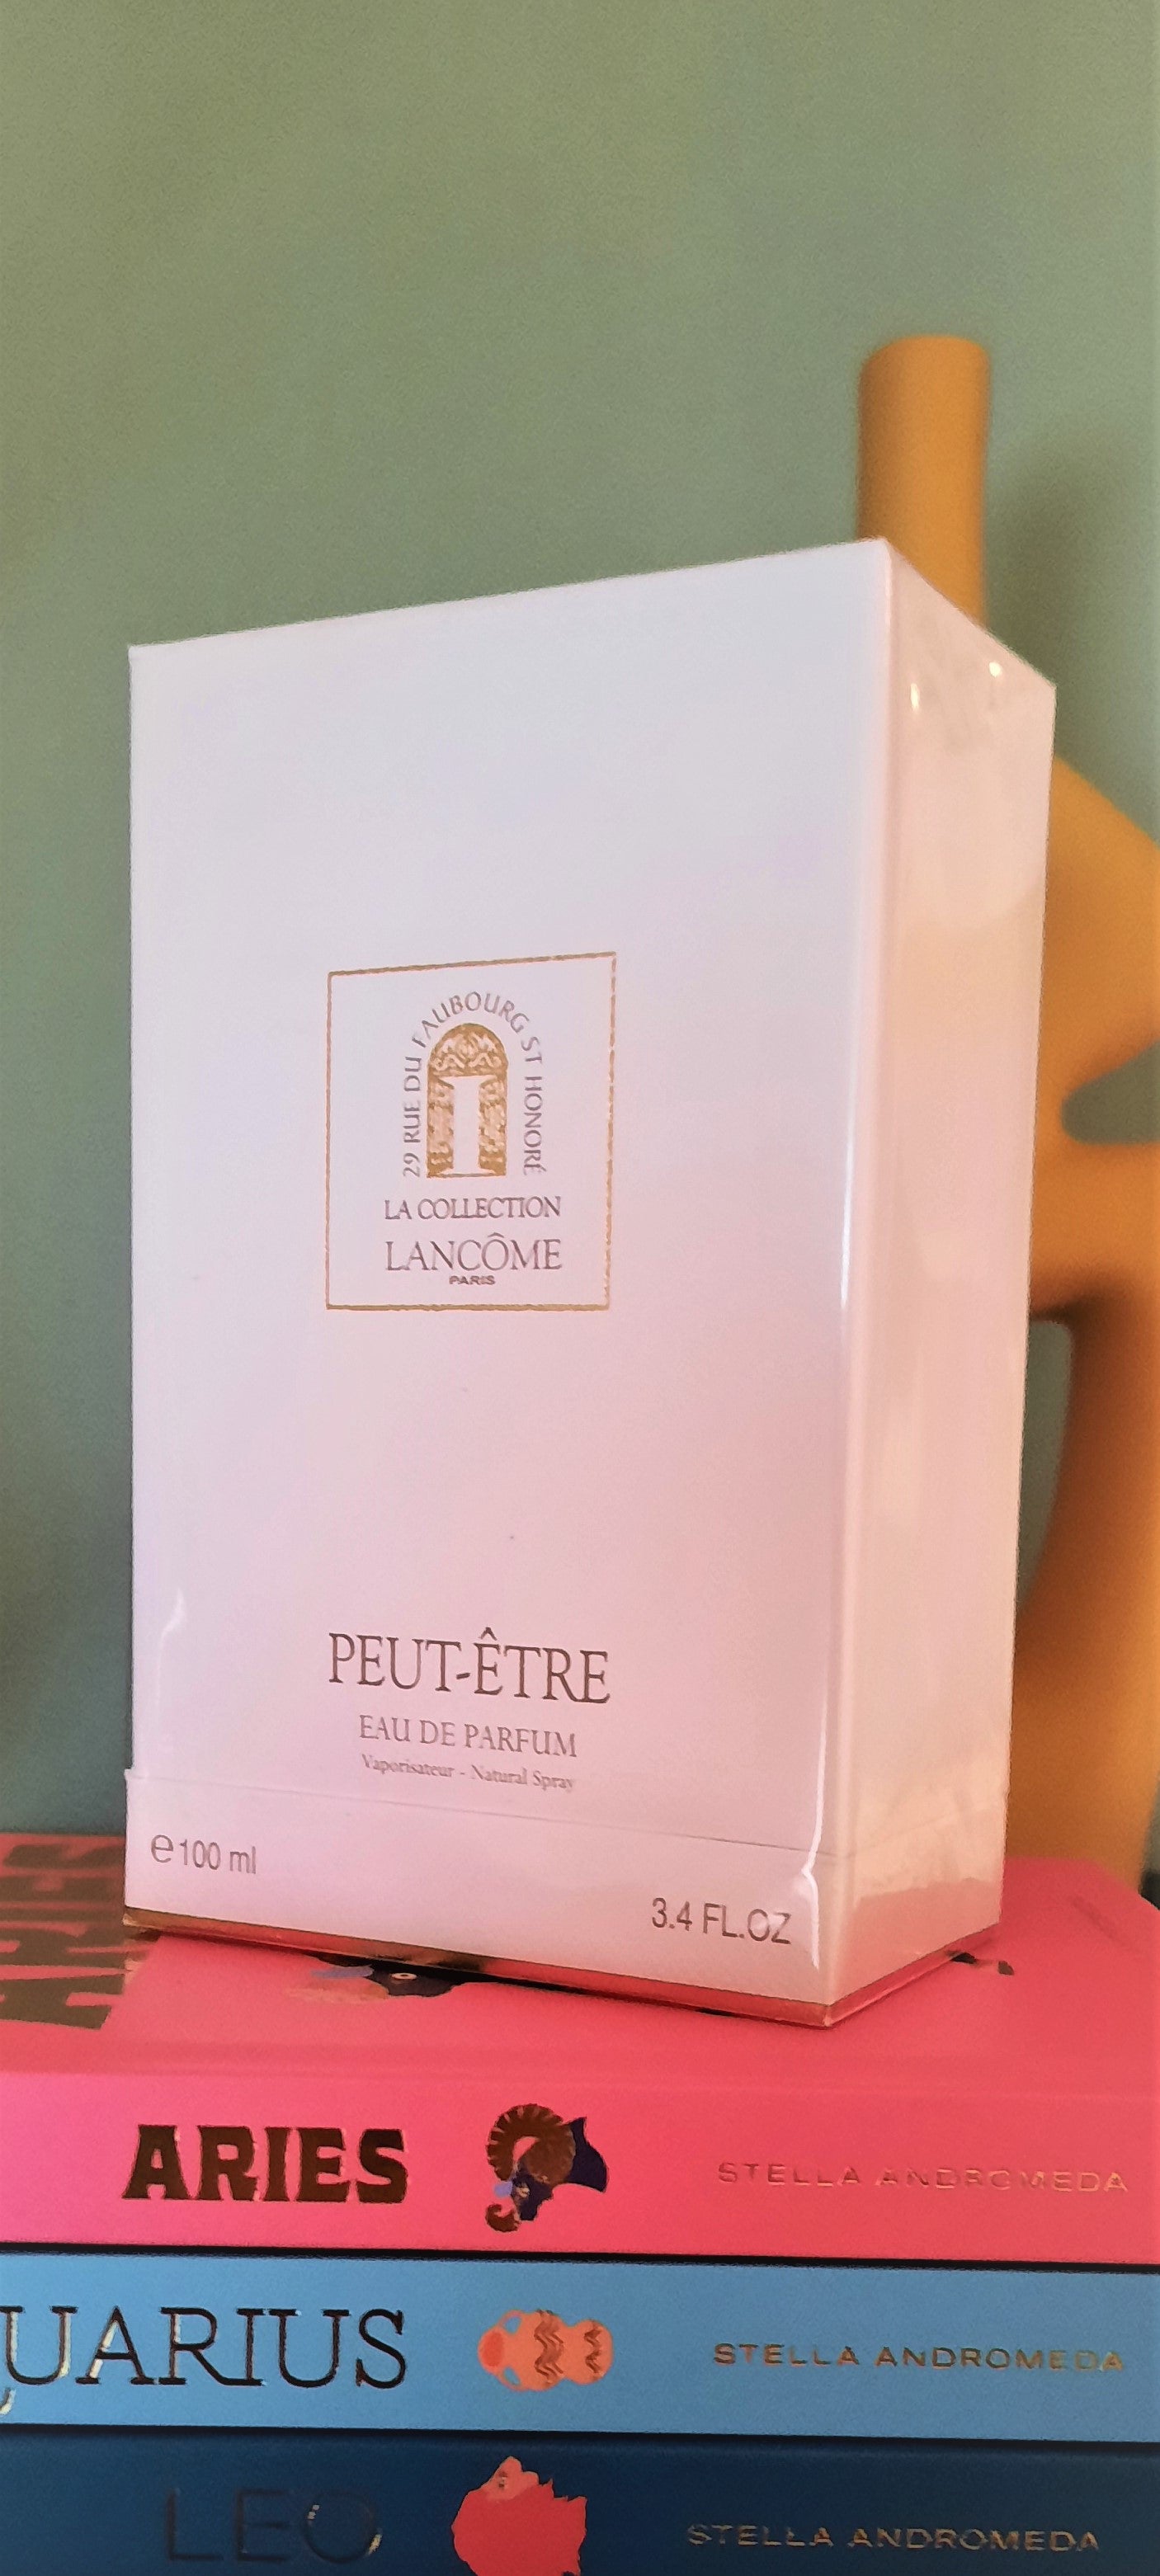 29 RUE DU FAUBOURG ST HONORÉ
LA COLLECTION
LANCÔME
PARIS
PEUT-ÊTRE
EAU DE PARFUM
Vaporisateur - Natural Spray
e 100 ml
3.4 FL.OZ
ARIES
ARIES
STELLA ANDROMEDA
UARIUS
STELLA ANDROMEDA
LEO
STELLA ANDROMEDA